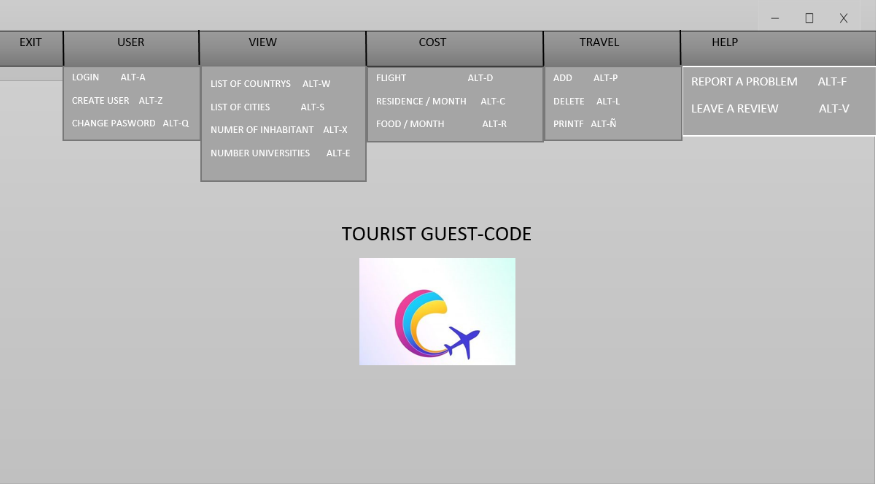 EXIT USER VIEW COST TRAVEL HELP
LOGIN ALT-A
CREATE USER ALT-Z
CHANGE PASWORD ALT-Q
LIST OF COUNTRYS ALT-W
LIST OF CITIES ALT-S
NUMER OF INHABITANT ALT-X
NUMBER UNIVERSITIES ALT-E
FLIGHT ALT-D
RESIDENCE / MONTH ALT-C
FOOD / MONTH ALT-R
ADD ALT-P
DELETE ALT-L
PRINTF ALT-Ñ
REPORT A PROBLEM ALT-F
LEAVE A REVIEW ALT-V
TOURIST GUEST-CODE